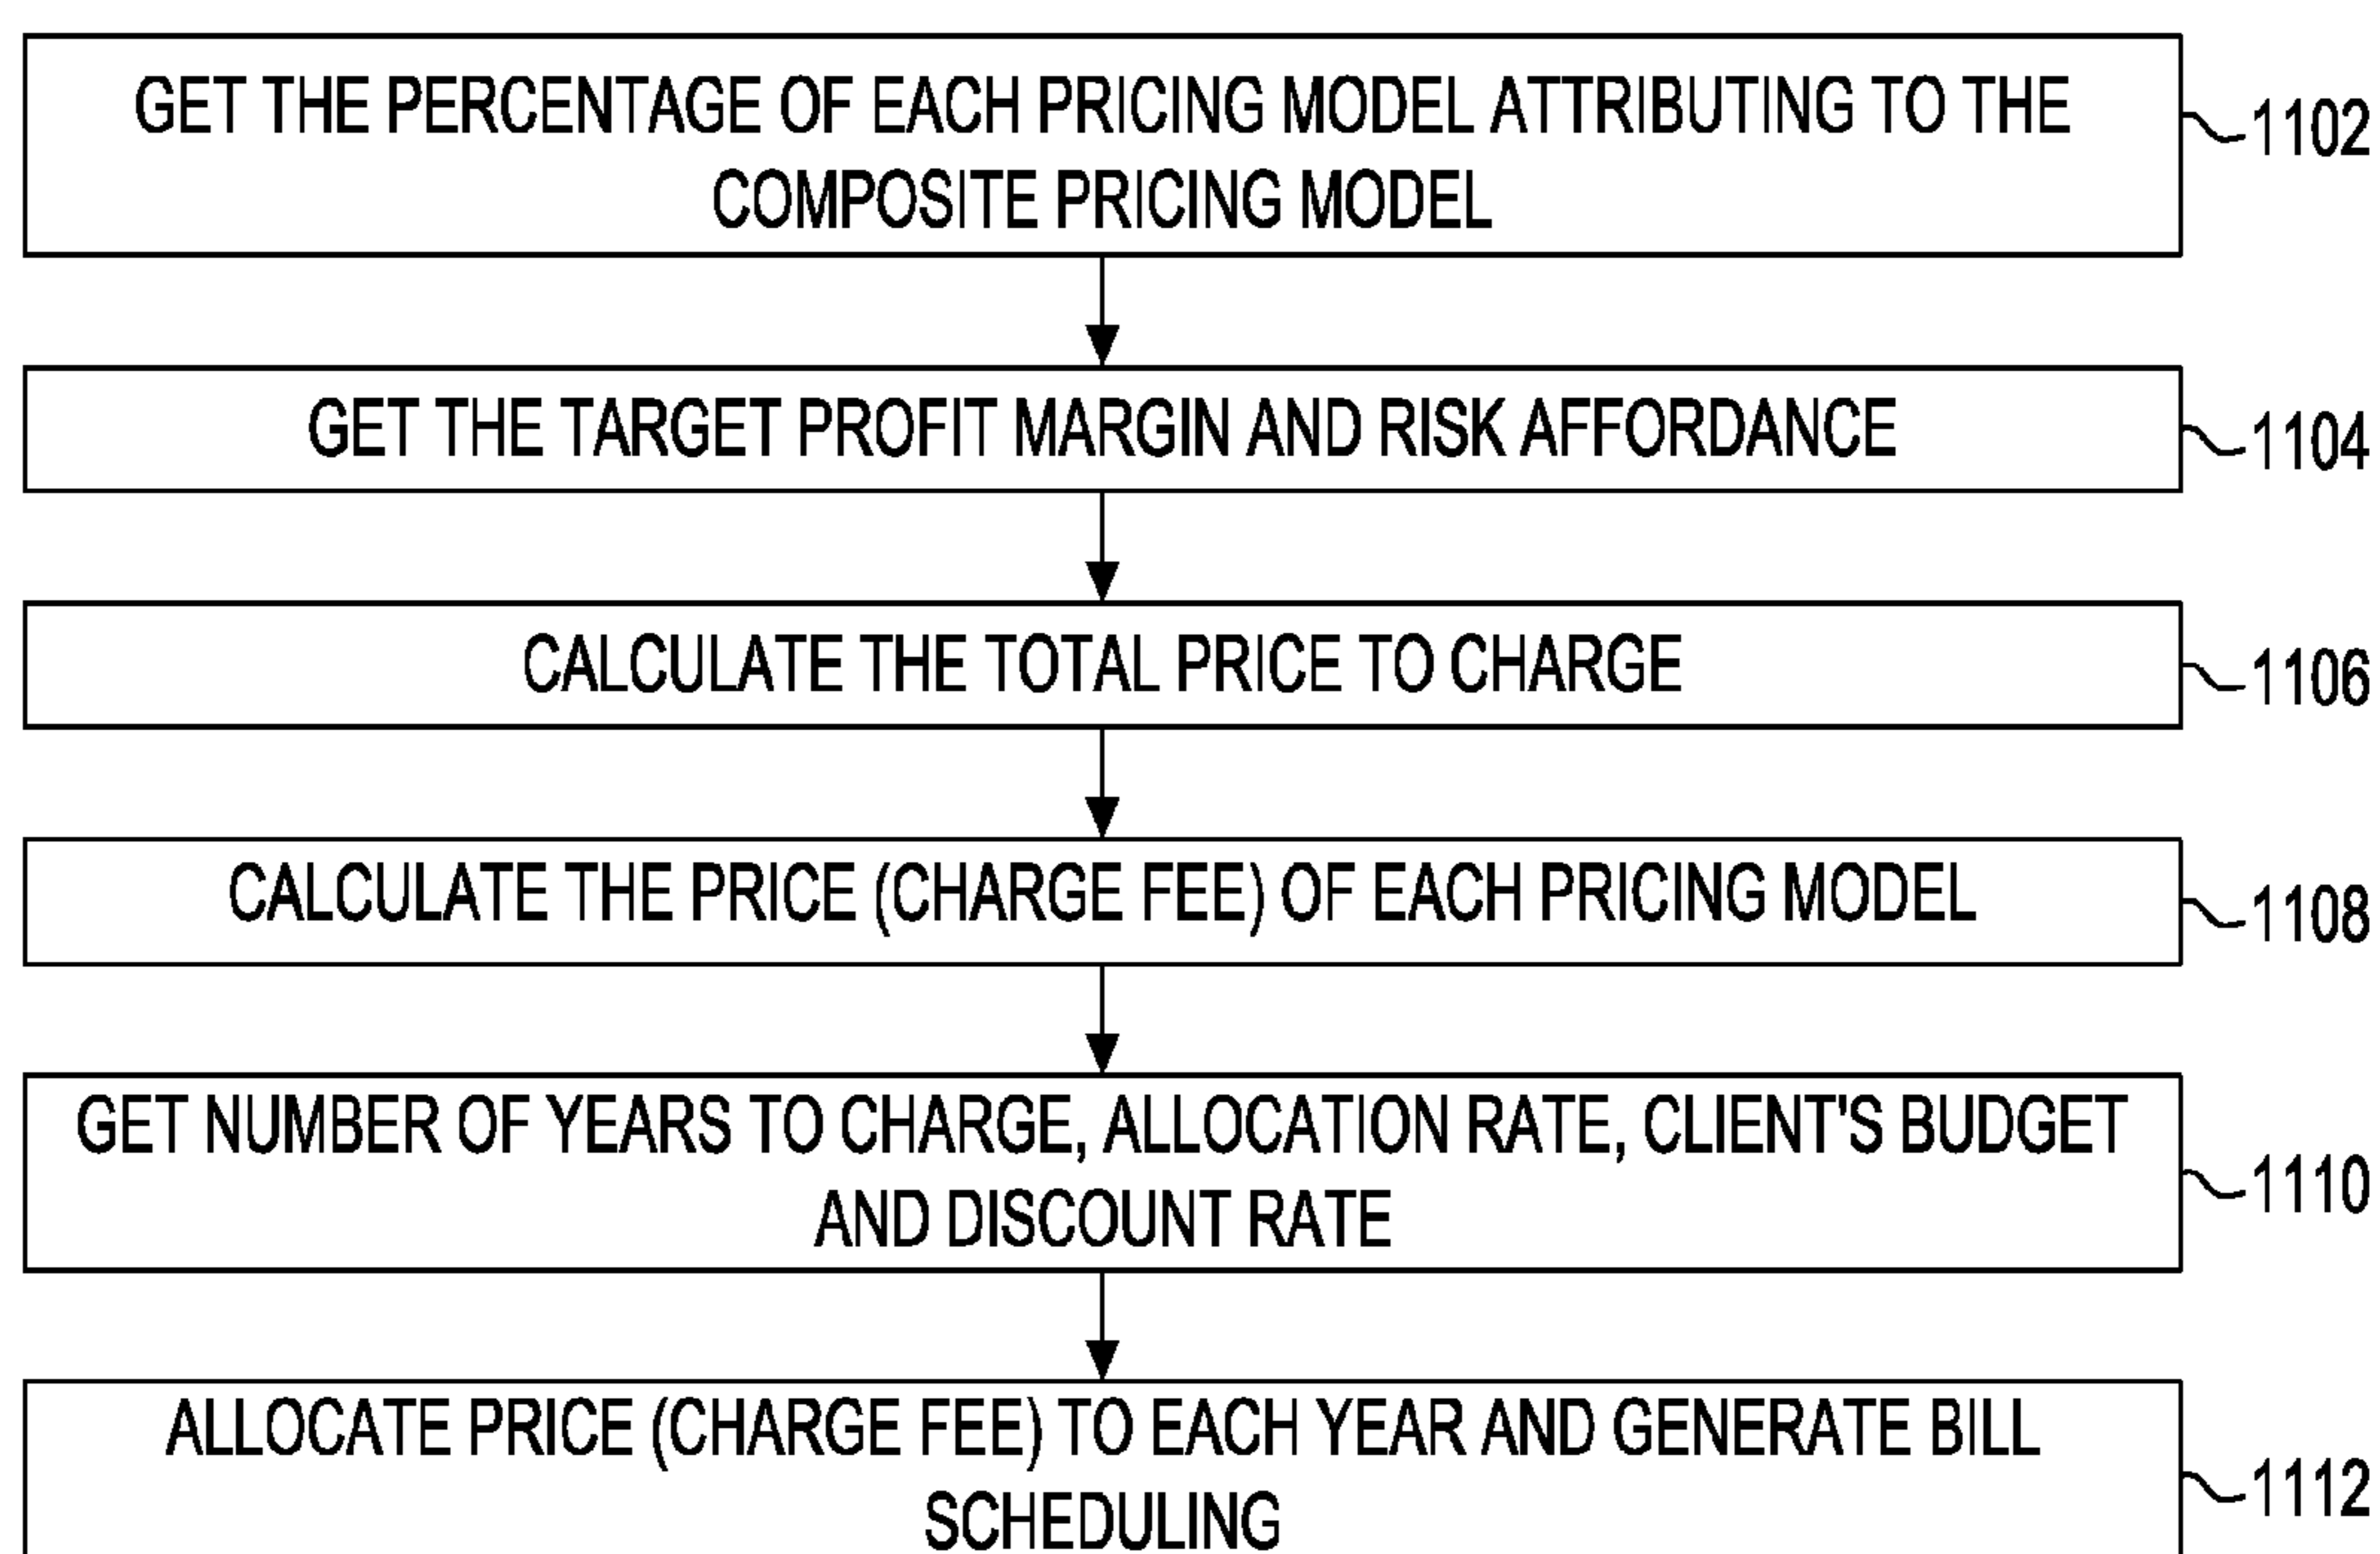 GET THE PERCENTAGE OF EACH PRICING MODEL ATTRIBUTING TO THE
COMPOSITE PRICING MODEL
1102
GET THE TARGET PROFIT MARGIN AND RISK AFFORDANCE
1104
CALCULATE THE TOTAL PRICE TO CHARGE
1106
CALCULATE THE PRICE (CHARGE FEE) OF EACH PRICING MODEL
1108
GET NUMBER OF YEARS TO CHARGE, ALLOCATION RATE, CLIENT'S BUDGET
AND DISCOUNT RATE
1110
ALLOCATE PRICE (CHARGE FEE) TO EACH YEAR AND GENERATE BILL
SCHEDULING
1112